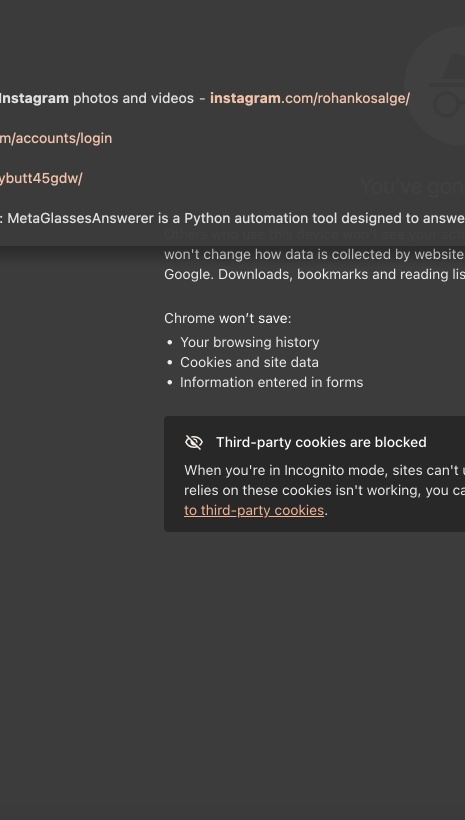 Instagram photos and videos - instagram.com/rohankosalge/
m/accounts/login
ybutt45gdw/
: MetaGlassesAnswerer is a Python automation tool designed to answe
You've gon
won't change how data is collected by website
Google. Downloads, bookmarks and reading lis
Chrome won't save:
• Your browsing history
• Cookies and site data
• Information entered in forms
Third-party cookies are blocked
When you're in Incognito mode, sites can't u
relies on these cookies isn't working, you ca
to third-party cookies.